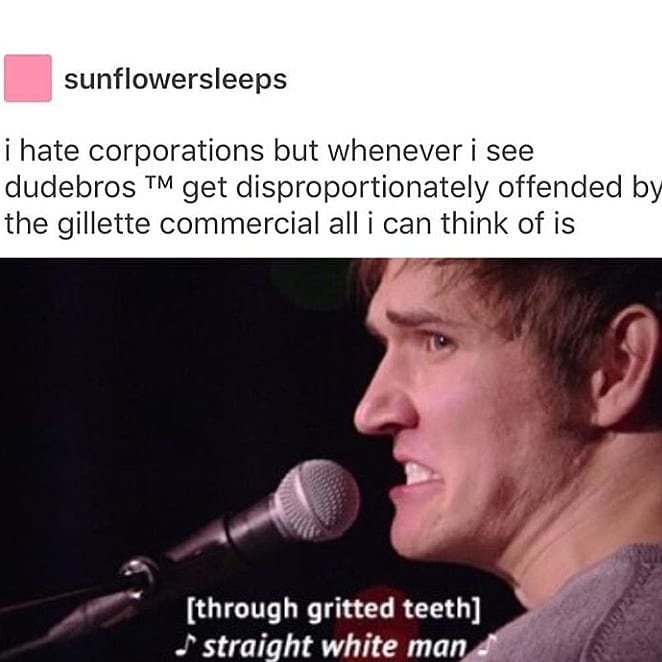 sunflowersleeps
i hate corporations but whenever i see
dudebros ™ get disproportionately offended by
the gillette commercial all i can think of is
[through gritted teeth]
♪ straight white man ♪